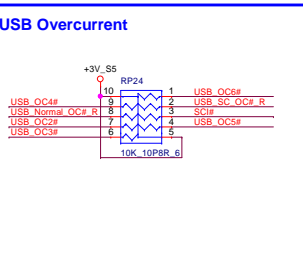 USB Overcurrent
+3V_S5
RP24
10 1 USB_OC6#
USB_OC4# 9 2 USB_SC_OC#_R
USB_Normal_OC#_R 8 3 SCI#
USB_OC2# 7 4 USB_OC5#
USB_OC3# 6 5
10K_10P8R_6